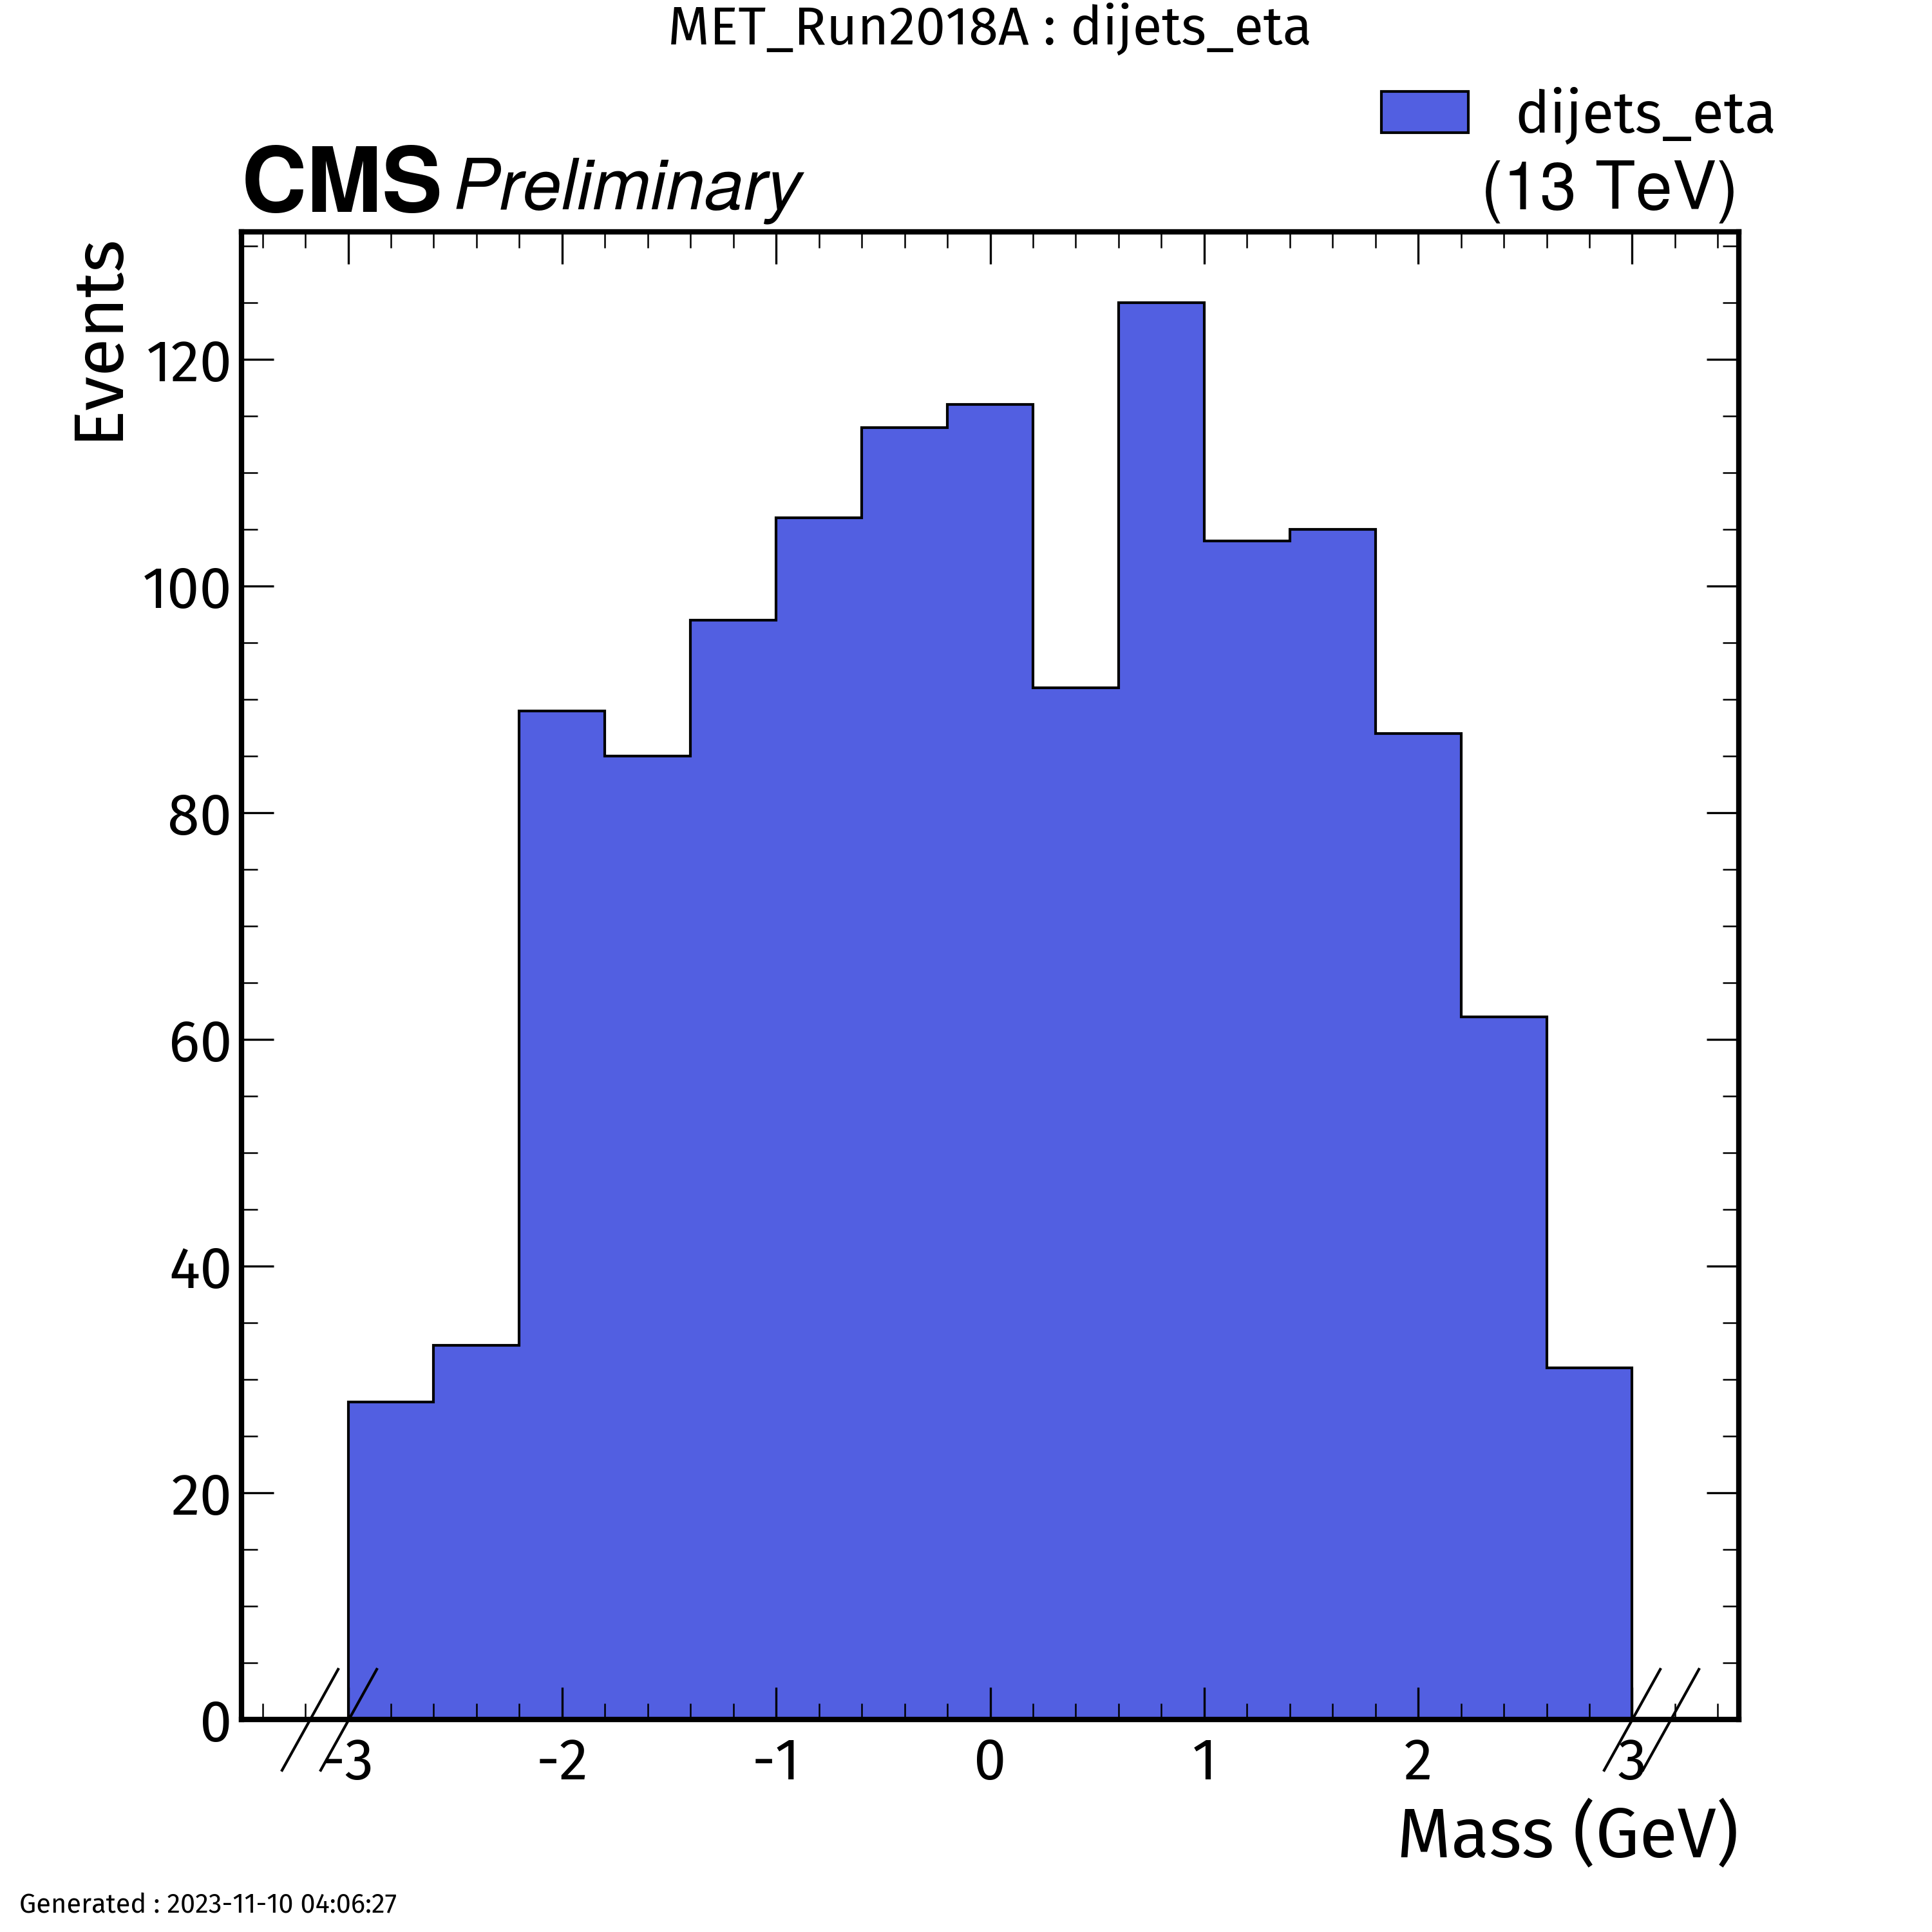 MET_Run2018A : dijets_eta
dijets_eta
CMS Preliminary (13 TeV)
Events
120
100
80
60
40
20
0
-3 -2 -1 0 1 2 3
Mass (GeV)
Generated : 2023-11-10 04:06:27